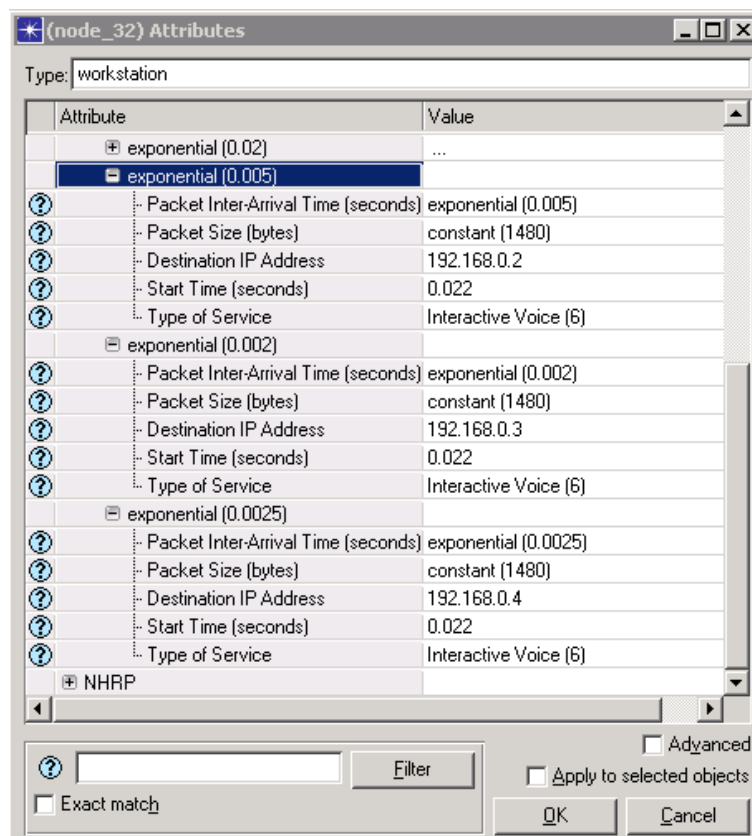 (node_32) Attributes
Type: workstation
Attribute Value
exponential (0.02) ...
exponential (0.005)
Packet Inter-Arrival Time (seconds) exponential (0.005)
Packet Size (bytes) constant (1480)
Destination IP Address 192.168.0.2
Start Time (seconds) 0.022
Type of Service Interactive Voice (6)
exponential (0.002)
Packet Inter-Arrival Time (seconds) exponential (0.002)
Packet Size (bytes) constant (1480)
Destination IP Address 192.168.0.3
Start Time (seconds) 0.022
Type of Service Interactive Voice (6)
exponential (0.0025)
Packet Inter-Arrival Time (seconds) exponential (0.0025)
Packet Size (bytes) constant (1480)
Destination IP Address 192.168.0.4
Start Time (seconds) 0.022
Type of Service Interactive Voice (6)
NHRP
Advanced
Filter
Apply to selected objects
Exact match
OK Cancel